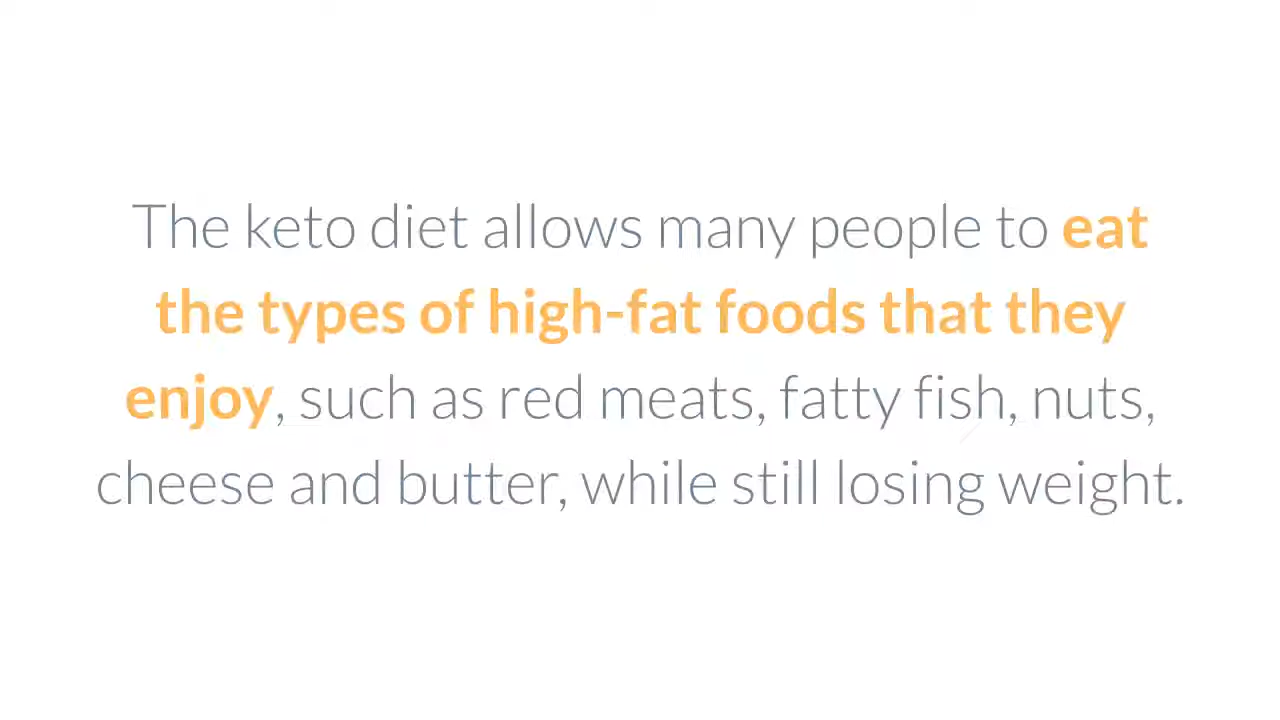 The keto diet allows many people to eat
the types of high-fat foods that they
enjoy, such as red meats, fatty fish, nuts,
cheese and butter, while still losing weight.